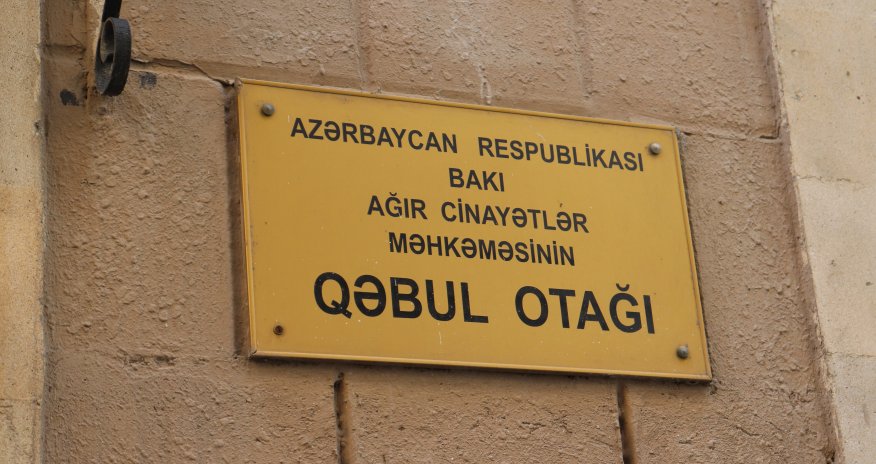 AZƏRBAYCAN RESPUBLİKASI
BAKI
AĞIR CİNAYƏTLƏR
MƏHKƏMƏSİNİN
QƏBUL OTAĞI